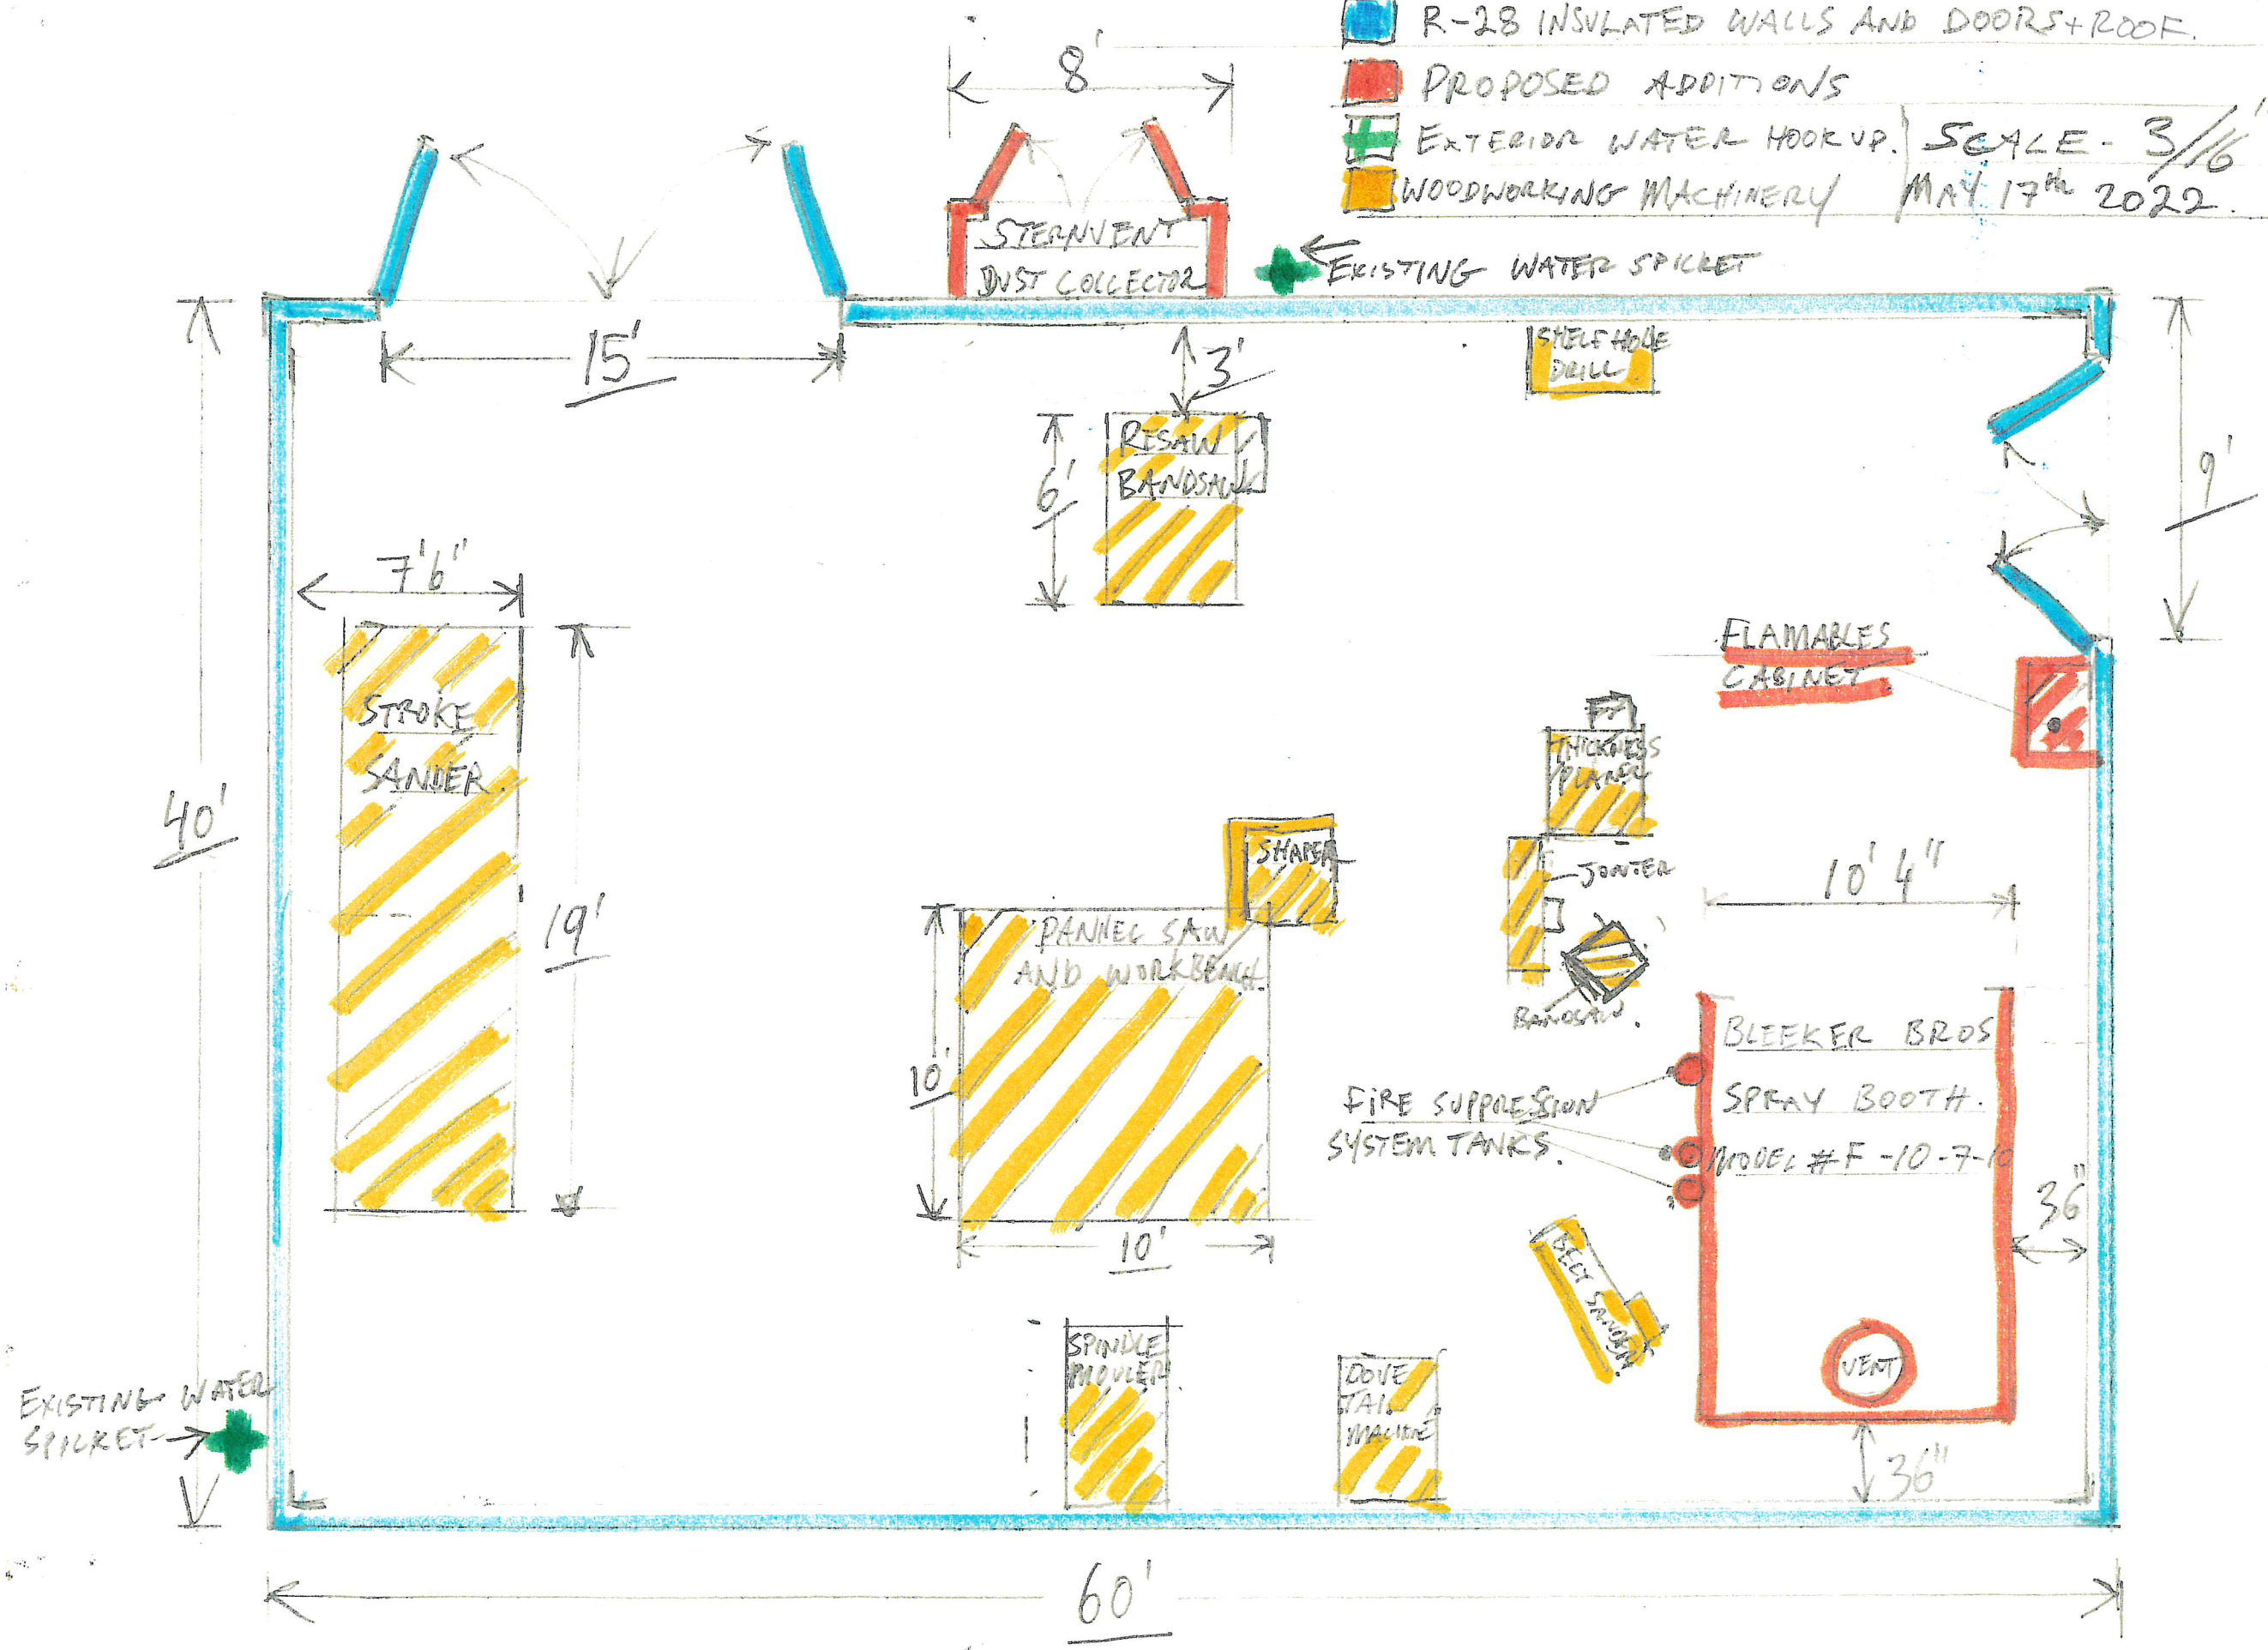 R-28 INSULATED WALLS AND DOORS+ROOF.
PROPOSED ADDITIONS
EXTERIOR WATER HOOK UP.
WOODWORKING MACHINERY
SCALE - 3/16'
MAY 17th 2022.
8'
STERNVENT
DUST COLLECTOR
EXISTING WATER SPICKET
15'
3'
SHELF HOLE
DRILL
RESAW
BANDSAW
6'
9'
7'6"
STROKE
SANDER
19'
40'
FLAMABLES
CABINET
THICKNESS
PLANER
SHAPER
JOINTER
BANDSAW.
10' 4"
PANNEL SAW
AND WORKBENCH
10'
10'
BLEEKER BROS
SPRAY BOOTH.
MODEL #F-10-7-10
FIRE SUPPRESSION
SYSTEM TANKS.
36"
BELT SANDER
VENT
36"
SPINDLE
MOULER
DOVE
TAIL
MACHINE
EXISTING WATER
SPICKET
60'